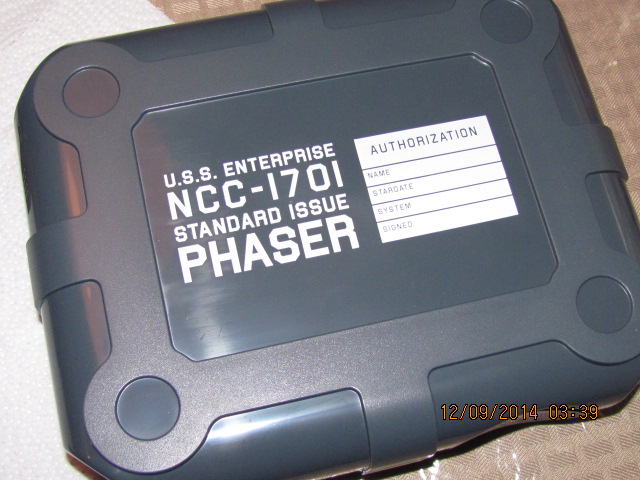 U.S.S. ENTERPRISE
NCC-1701
STANDARD ISSUE
PHASER
AUTHORIZATION
NAME
STARDATE
SYSTEM
SIGNED
12/09/2014 03:39